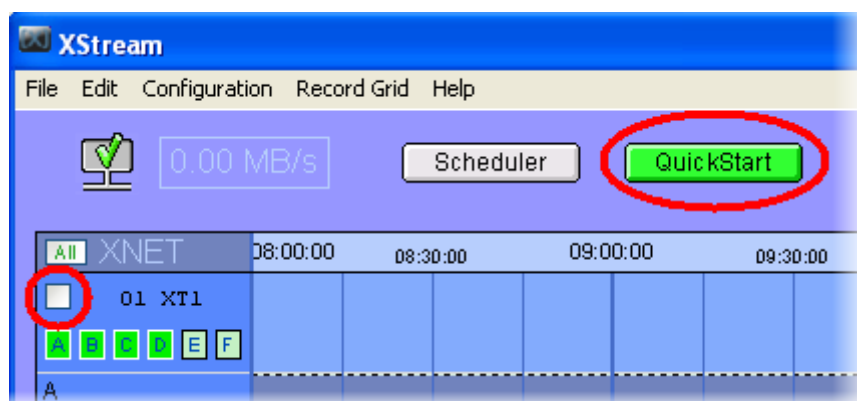 XStream
File Edit Configuration Record Grid Help
0.00 MB/s Scheduler QuickStart
All XNET 08:00:00 08:30:00 09:00:00 09:30:00
01 XT1
A B C D E F
A